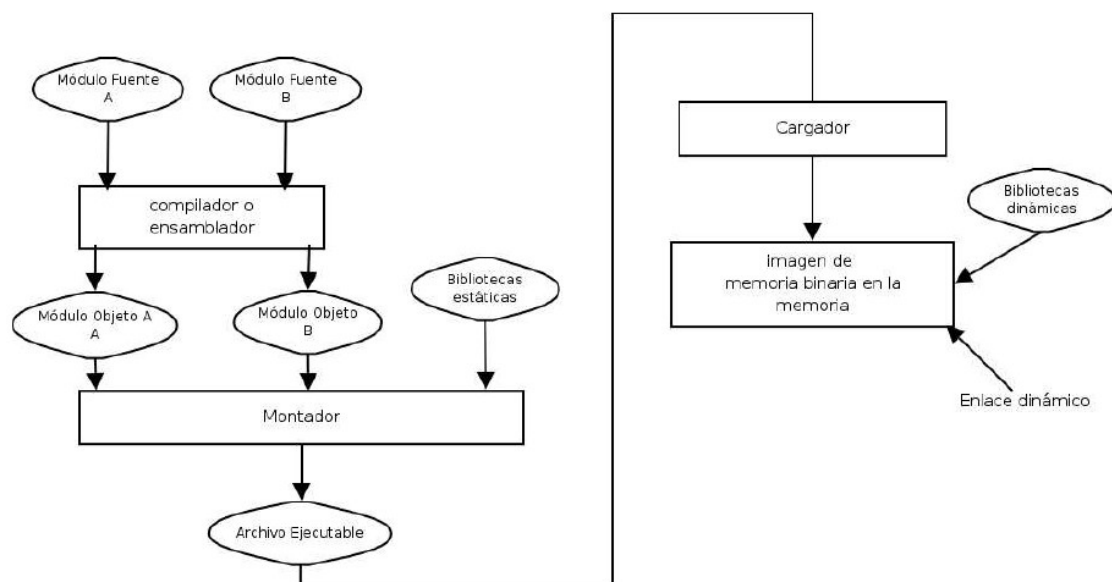 Módulo Fuente
A
Módulo Fuente
B
compilador o
ensamblador
Módulo Objeto A
A
Módulo Objeto
B
Bibliotecas
estáticas
Montador
Archivo Ejecutable
Cargador
Bibliotecas
dinámicas
imagen de
memoria binaria en la
memoria
Enlace dinámico